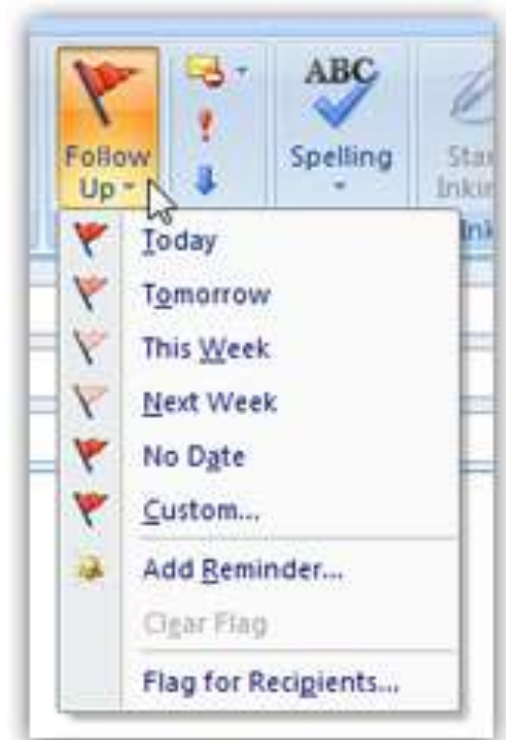 Follow
Up
ABC
Spelling
Today
Tomorrow
This Week
Next Week
No Date
Custom...
Add Reminder...
Clear Flag
Flag for Recipients...